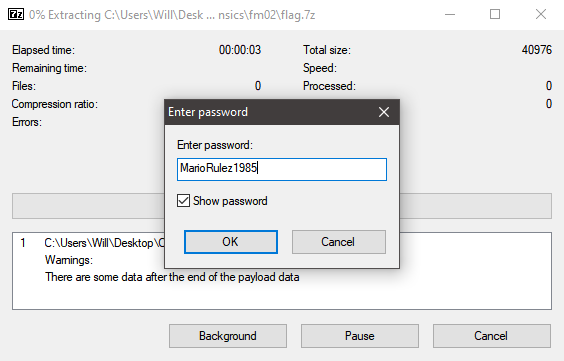 7z 0% Extracting C:\Users\Will\Desk ... nsics\fm02\flag.7z
Elapsed time: 00:00:03 Total size: 40976
Remaining time: Speed:
Files: 0 Processed: 0
Compression ratio: 0
Errors:
Enter password
Enter password:
MarioRulez1985
Show password
OK Cancel
1 C:\Users\Will\Desktop\C
Warnings:
There are some data after the end of the payload data
Background Pause Cancel